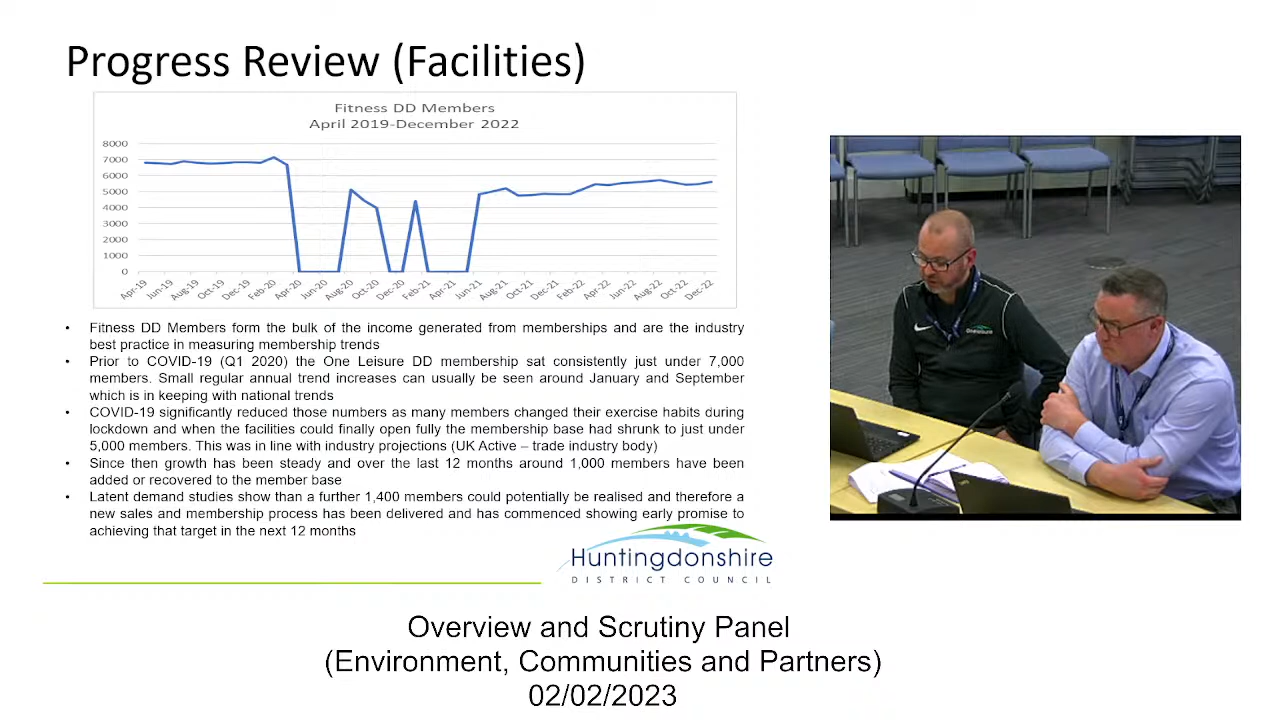 Progress Review (Facilities)
Fitness DD Members
April 2019-December 2022
8000
7000
6000
5000
4000
3000
2000
1000
0
Apr-19
Jun-19
Aug-19
Oct-19
Dec-19
Feb-20
Apr-20
Jun-20
Aug-20
Oct-20
Dec-20
Feb-21
Apr-21
Jun-21
Aug-21
Oct-21
Dec-21
Feb-22
Apr-22
Jun-22
Aug-22
Oct-22
Dec-22
• Fitness DD Members form the bulk of the income generated from memberships and are the industry
best practice in measuring membership trends
• Prior to COVID-19 (Q1 2020) the One Leisure DD membership sat consistently just under 7,000
members. Small regular annual trend increases can usually be seen around January and September
which is in keeping with national trends
• COVID-19 significantly reduced those numbers as many members changed their exercise habits during
lockdown and when the facilities could finally open fully the membership base had shrunk to just under
5,000 members. This was in line with industry projections (UK Active – trade industry body)
• Since then growth has been steady and over the last 12 months around 1,000 members have been
added or recovered to the member base
• Latent demand studies show than a further 1,400 members could potentially be realised and therefore a
new sales and membership process has been delivered and has commenced showing early promise to
achieving that target in the next 12 months
Huntingdonshire
DISTRICT COUNCIL
Overview and Scrutiny Panel
(Environment, Communities and Partners)
02/02/2023